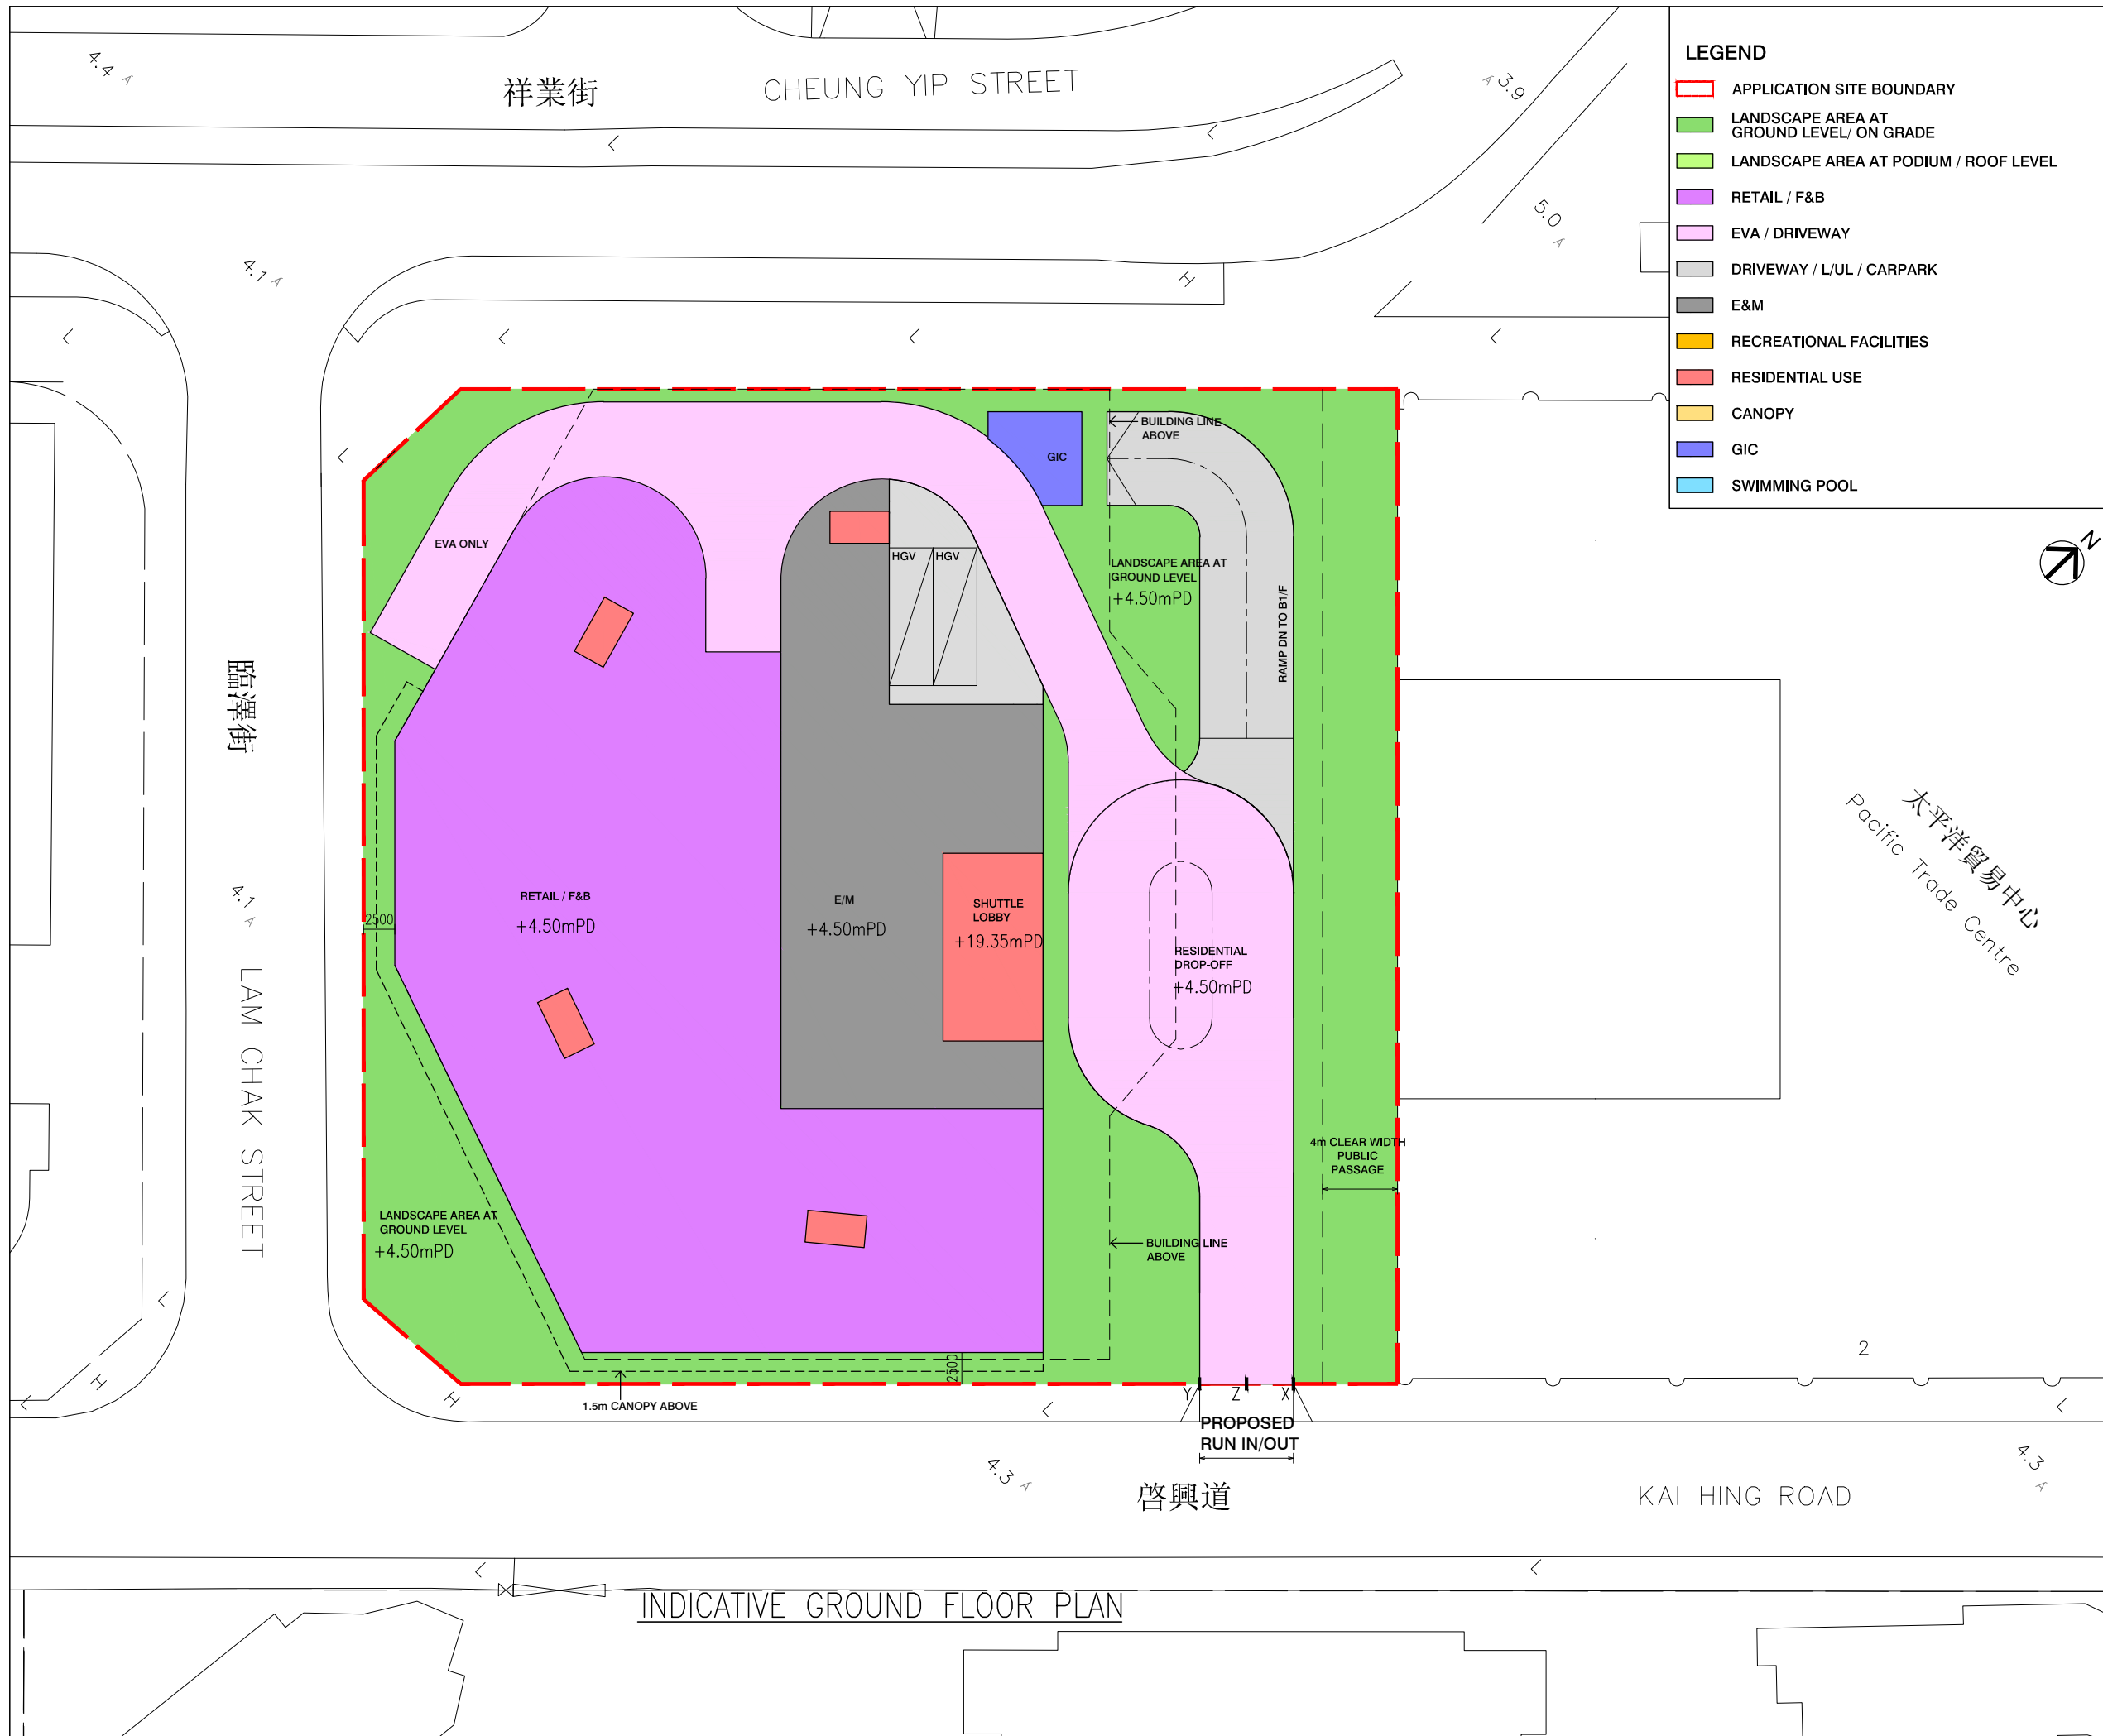 4.4
祥業街
CHEUNG YIP STREET
3.9
5.0
4.1
LEGEND
APPLICATION SITE BOUNDARY
LANDSCAPE AREA AT
GROUND LEVEL/ ON GRADE
LANDSCAPE AREA AT PODIUM / ROOF LEVEL
RETAIL / F&B
EVA / DRIVEWAY
DRIVEWAY / L/UL / CARPARK
E&M
RECREATIONAL FACILITIES
RESIDENTIAL USE
CANOPY
GIC
SWIMMING POOL
N
BUILDING LINE
ABOVE
GIC
EVA ONLY
HGV HGV
LANDSCAPE AREA AT
GROUND LEVEL
+4.50mPD
RAMP DN TO B1/F
臨澤街
4.1
LAM CHAK STREET
2500
RETAIL / F&B
+4.50mPD
E/M
+4.50mPD
SHUTTLE
LOBBY
+19.35mPD
RESIDENTIAL
DROP-OFF
+4.50mPD
太平洋貿易中心
Pacific Trade Centre
4m CLEAR WIDTH
PUBLIC
PASSAGE
LANDSCAPE AREA AT
GROUND LEVEL
+4.50mPD
BUILDING LINE
ABOVE
2
2500
1.5m CANOPY ABOVE
Y Z X
PROPOSED
RUN IN/OUT
H
H
H
4.3
啓興道
KAI HING ROAD
4.3
INDICATIVE GROUND FLOOR PLAN